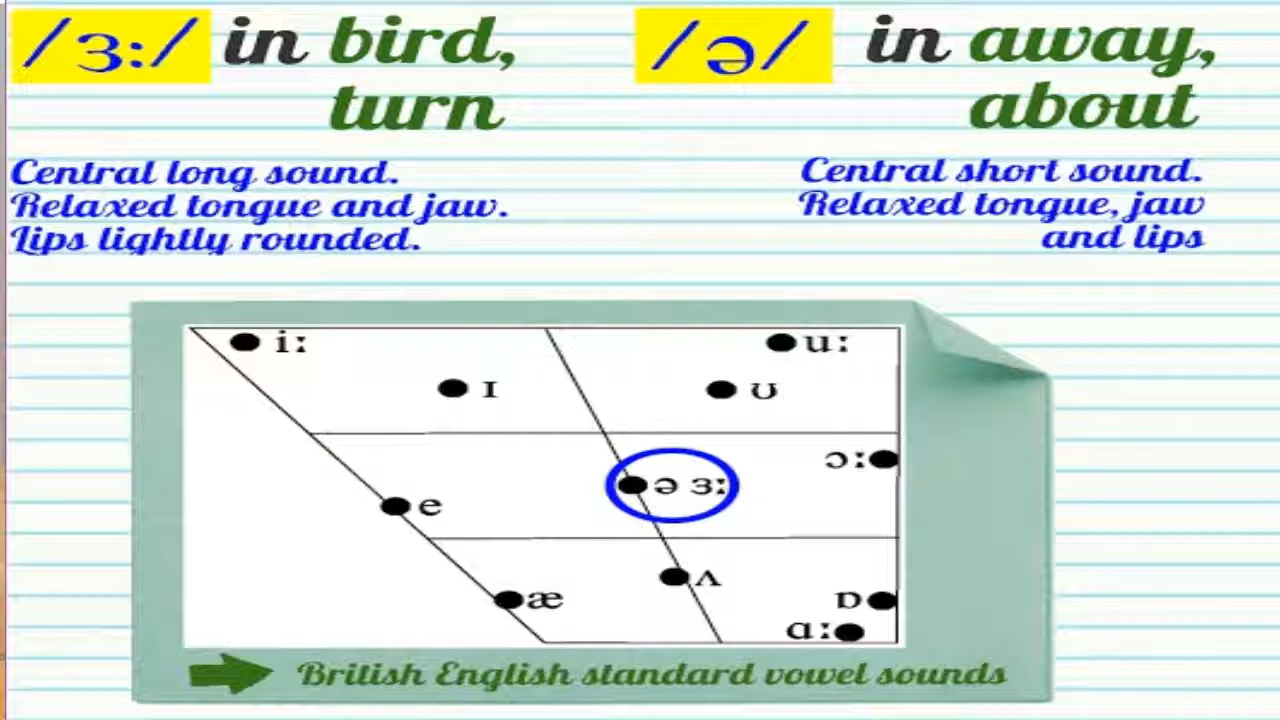 /ɜ:/ in bird,
turn
/ə/ in away,
about
Central long sound.
Relaxed tongue and jaw.
Lips lightly rounded.
Central short sound.
Relaxed tongue, jaw
and lips
iː
uː
ɪ
ʊ
ɔː
ə ɜː
e
ʌ
æ
ɒ
ɑː
British English standard vowel sounds